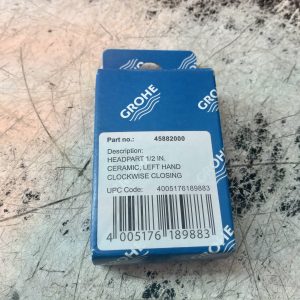 GROHE
Part no.: 45882000
Description:
HEADPART 1/2 IN.
CERAMIC, LEFT HAND
CLOCKWISE CLOSING
UPC Code: 4005176189883
4 005176 189883
GROHE